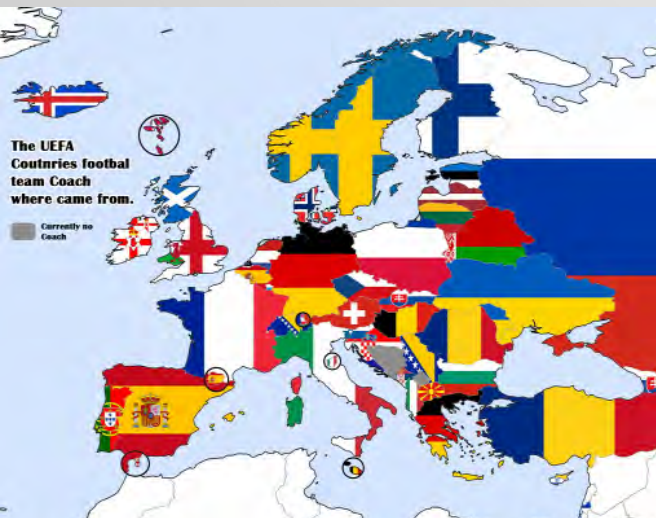 The UEFA
Coutnries footbal
team Coach
where came from.
Currently no
Coach